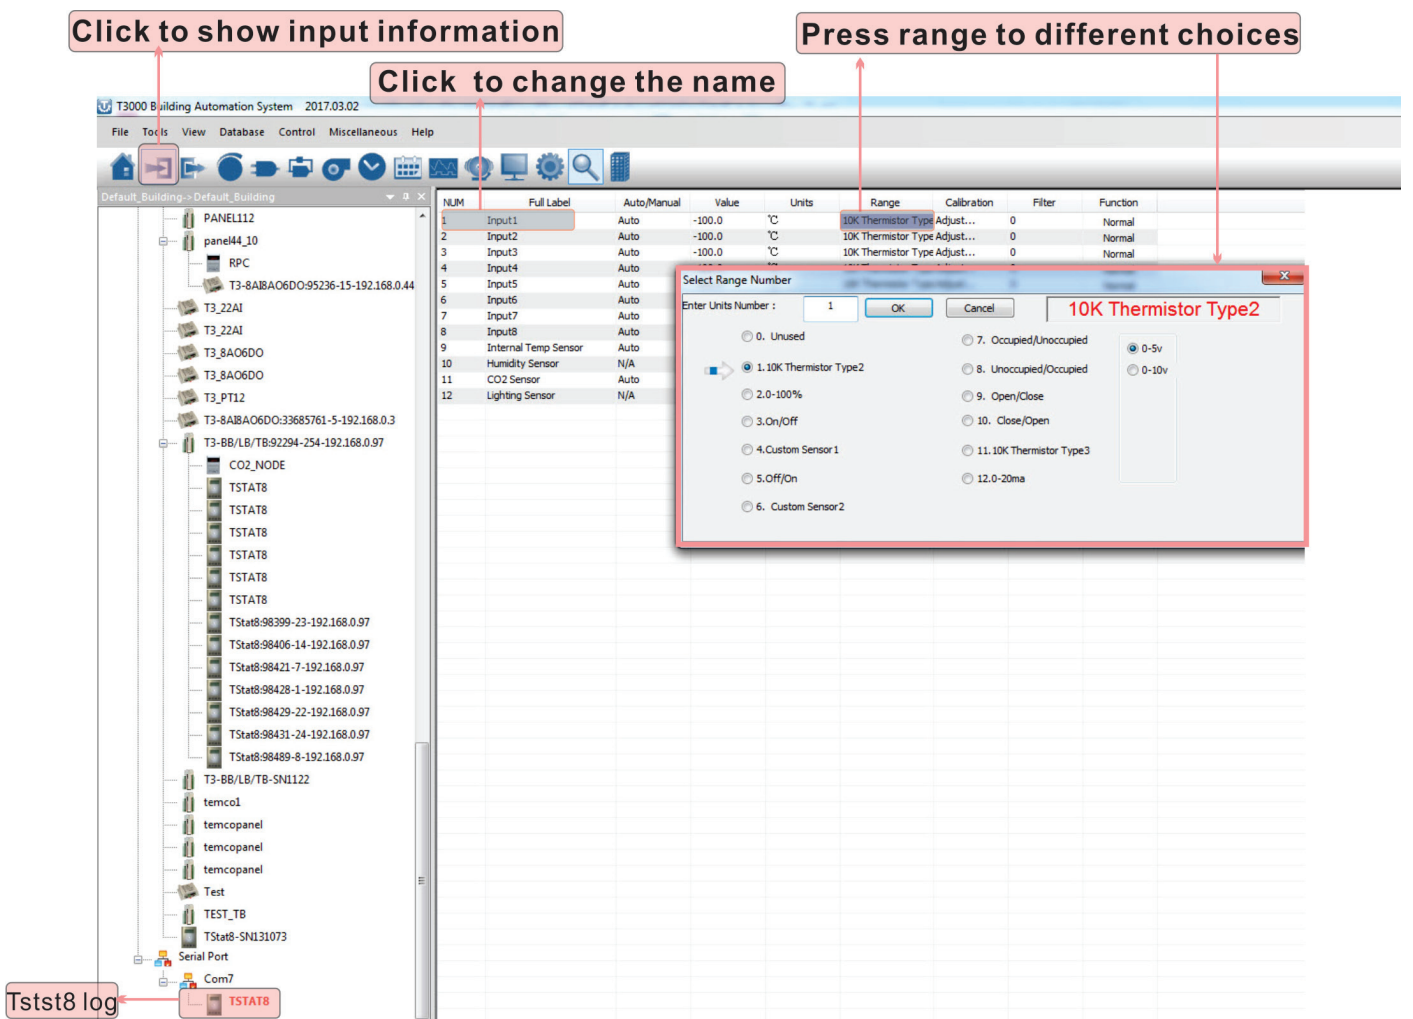 Click to show input information
Press range to different choices
Click to change the name
T3000 Building Automation System 2017.03.02
File Tools View Database Control Miscellaneous Help
Default_Building->Default_Building
PANEL112
panel44_10
RPC
T3-8AI8AO6DO:95236-15-192.168.0.44
T3_22AI
T3_22AI
T3_8AO6DO
T3_8AO6DO
T3_PT12
T3-8AI8AO6DO:33685761-5-192.168.0.3
T3-BB/LB/TB:92294-254-192.168.0.97
CO2_NODE
TSTAT8
TSTAT8
TSTAT8
TSTAT8
TSTAT8
TSTAT8
TStat8:98399-23-192.168.0.97
TStat8:98406-14-192.168.0.97
TStat8:98421-7-192.168.0.97
TStat8:98428-1-192.168.0.97
TStat8:98429-22-192.168.0.97
TStat8:98431-24-192.168.0.97
TStat8:98489-8-192.168.0.97
T3-BB/LB/TB-SN1122
temco1
temcopanel
temcopanel
temcopanel
Test
TEST_TB
TStat8-SN131073
Serial Port
Com7
TSTAT8
Tstst8 log
NUM Full Label Auto/Manual Value Units Range Calibration Filter Function
1 Input1 Auto -100.0 ℃ 10K Thermistor Type Adjust... 0 Normal
2 Input2 Auto -100.0 ℃ 10K Thermistor Type Adjust... 0 Normal
3 Input3 Auto -100.0 ℃ 10K Thermistor Type Adjust... 0 Normal
4 Input4 Auto
5 Input5 Auto
6 Input6 Auto
7 Input7 Auto
8 Input8 Auto
9 Internal Temp Sensor Auto
10 Humidity Sensor N/A
11 CO2 Sensor Auto
12 Lighting Sensor N/A
Select Range Number
Enter Units Number : 1 OK Cancel 10K Thermistor Type2
0. Unused
1.10K Thermistor Type2
2.0-100%
3.On/Off
4.Custom Sensor1
5.Off/On
6. Custom Sensor2
7. Occupied/Unoccupied
8. Unoccupied/Occupied
9. Open/Close
10. Close/Open
11.10K Thermistor Type3
12.0-20ma
0-5v
0-10v